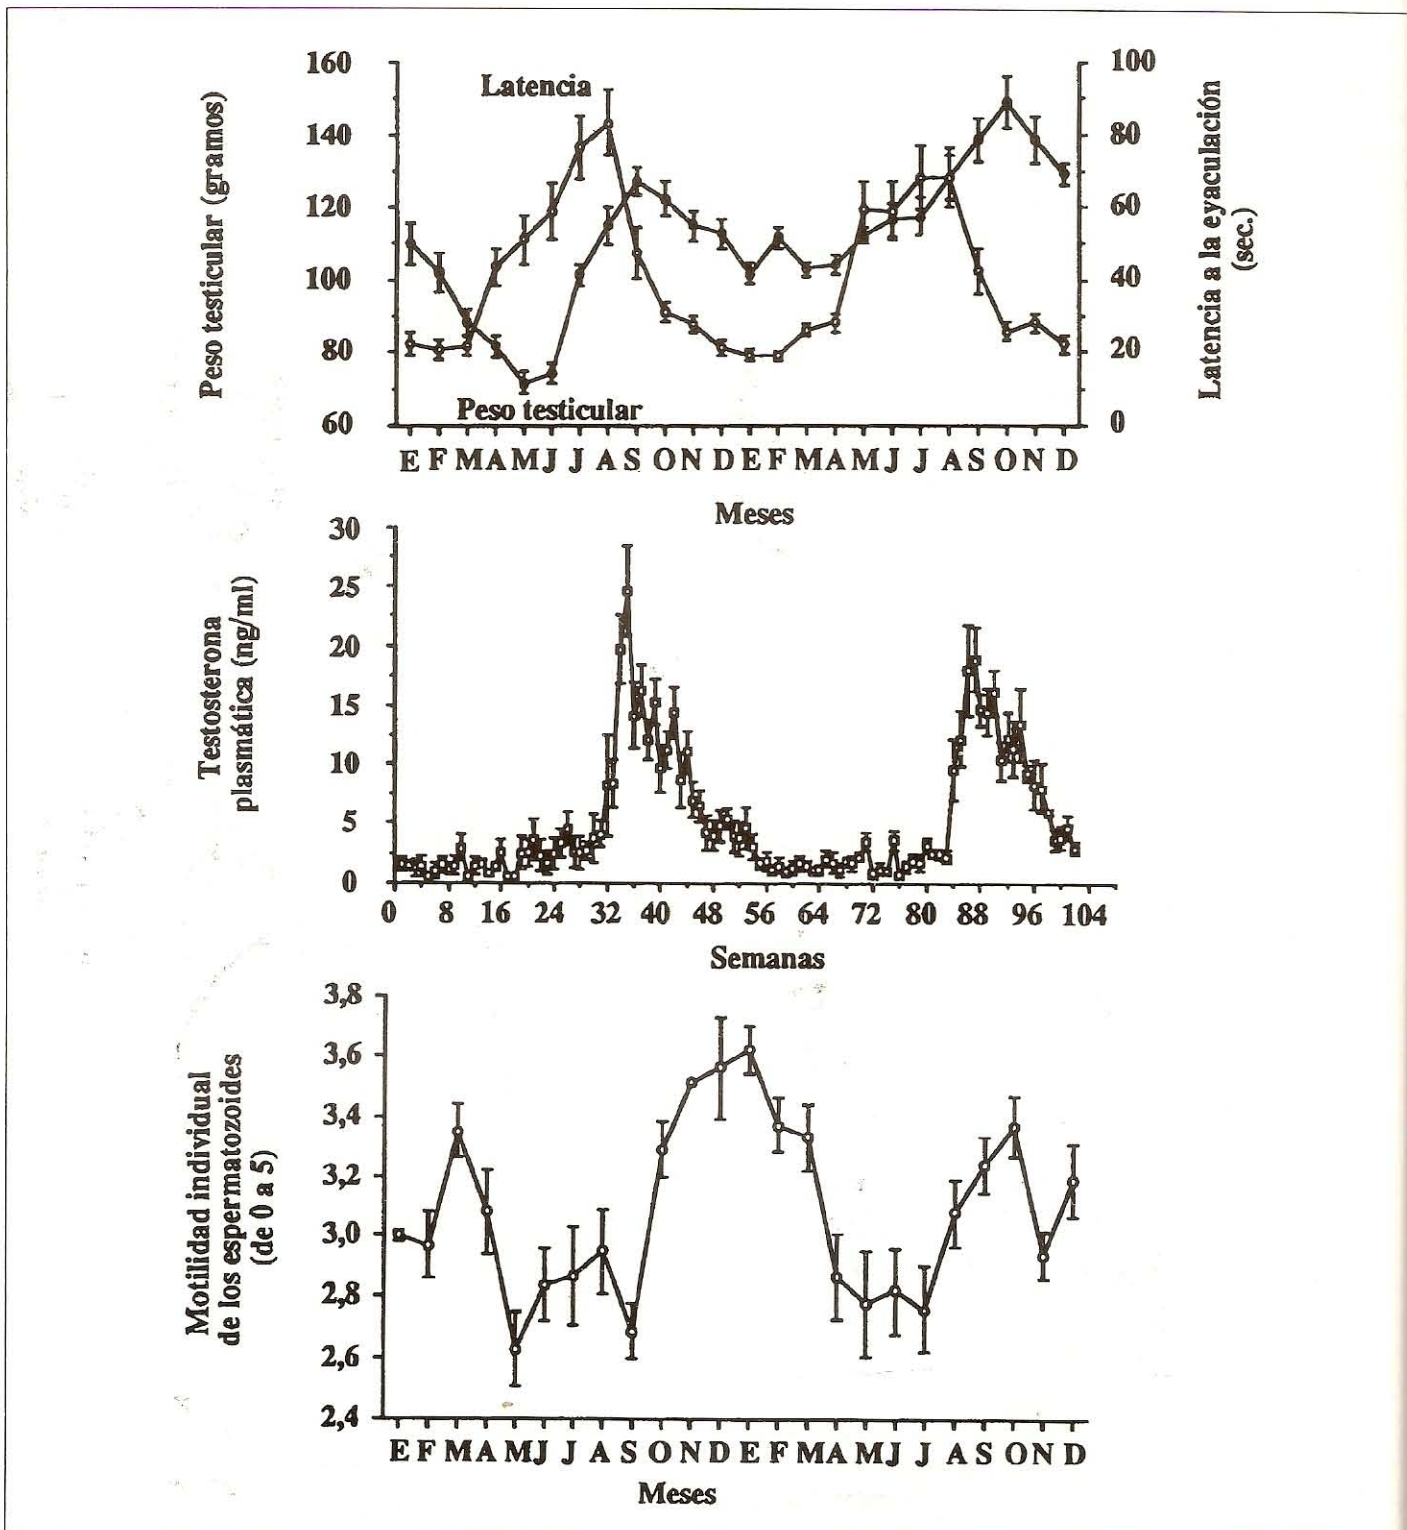 Peso testicular (gramos)
160
140
120
100
80
60
Latencia
Peso testicular
100
80
60
40
20
0
Latencia a la eyaculación
(sec.)
E F M A M J J A S O N D E F M A M J J A S O N D
Meses
Testosterona
plasmática (ng/ml)
30
25
20
15
10
5
0
0 8 16 24 32 40 48 56 64 72 80 88 96 104
Semanas
Motilidad individual
de los espermatozoides
(de 0 a 5)
3,8
3,6
3,4
3,2
3,0
2,8
2,6
2,4
E F M A M J J A S O N D E F M A M J J A S O N D
Meses